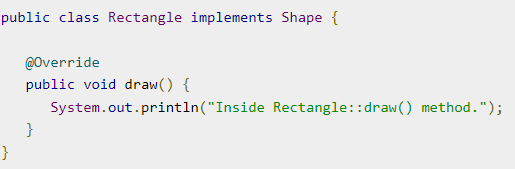 public class Rectangle implements Shape {
@Override
public void draw() {
System.out.println("Inside Rectangle::draw() method.");
}
}